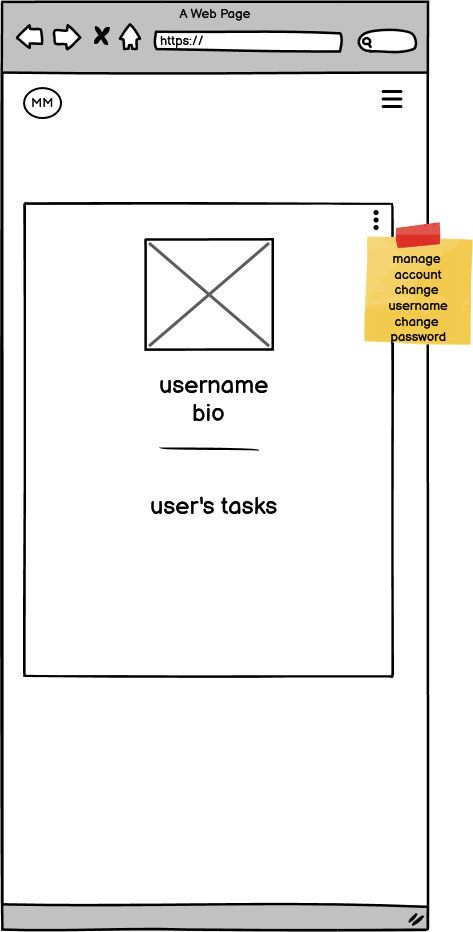 A Web Page
https://
MM
manage
account
change
username
change
password
username
bio
user's tasks